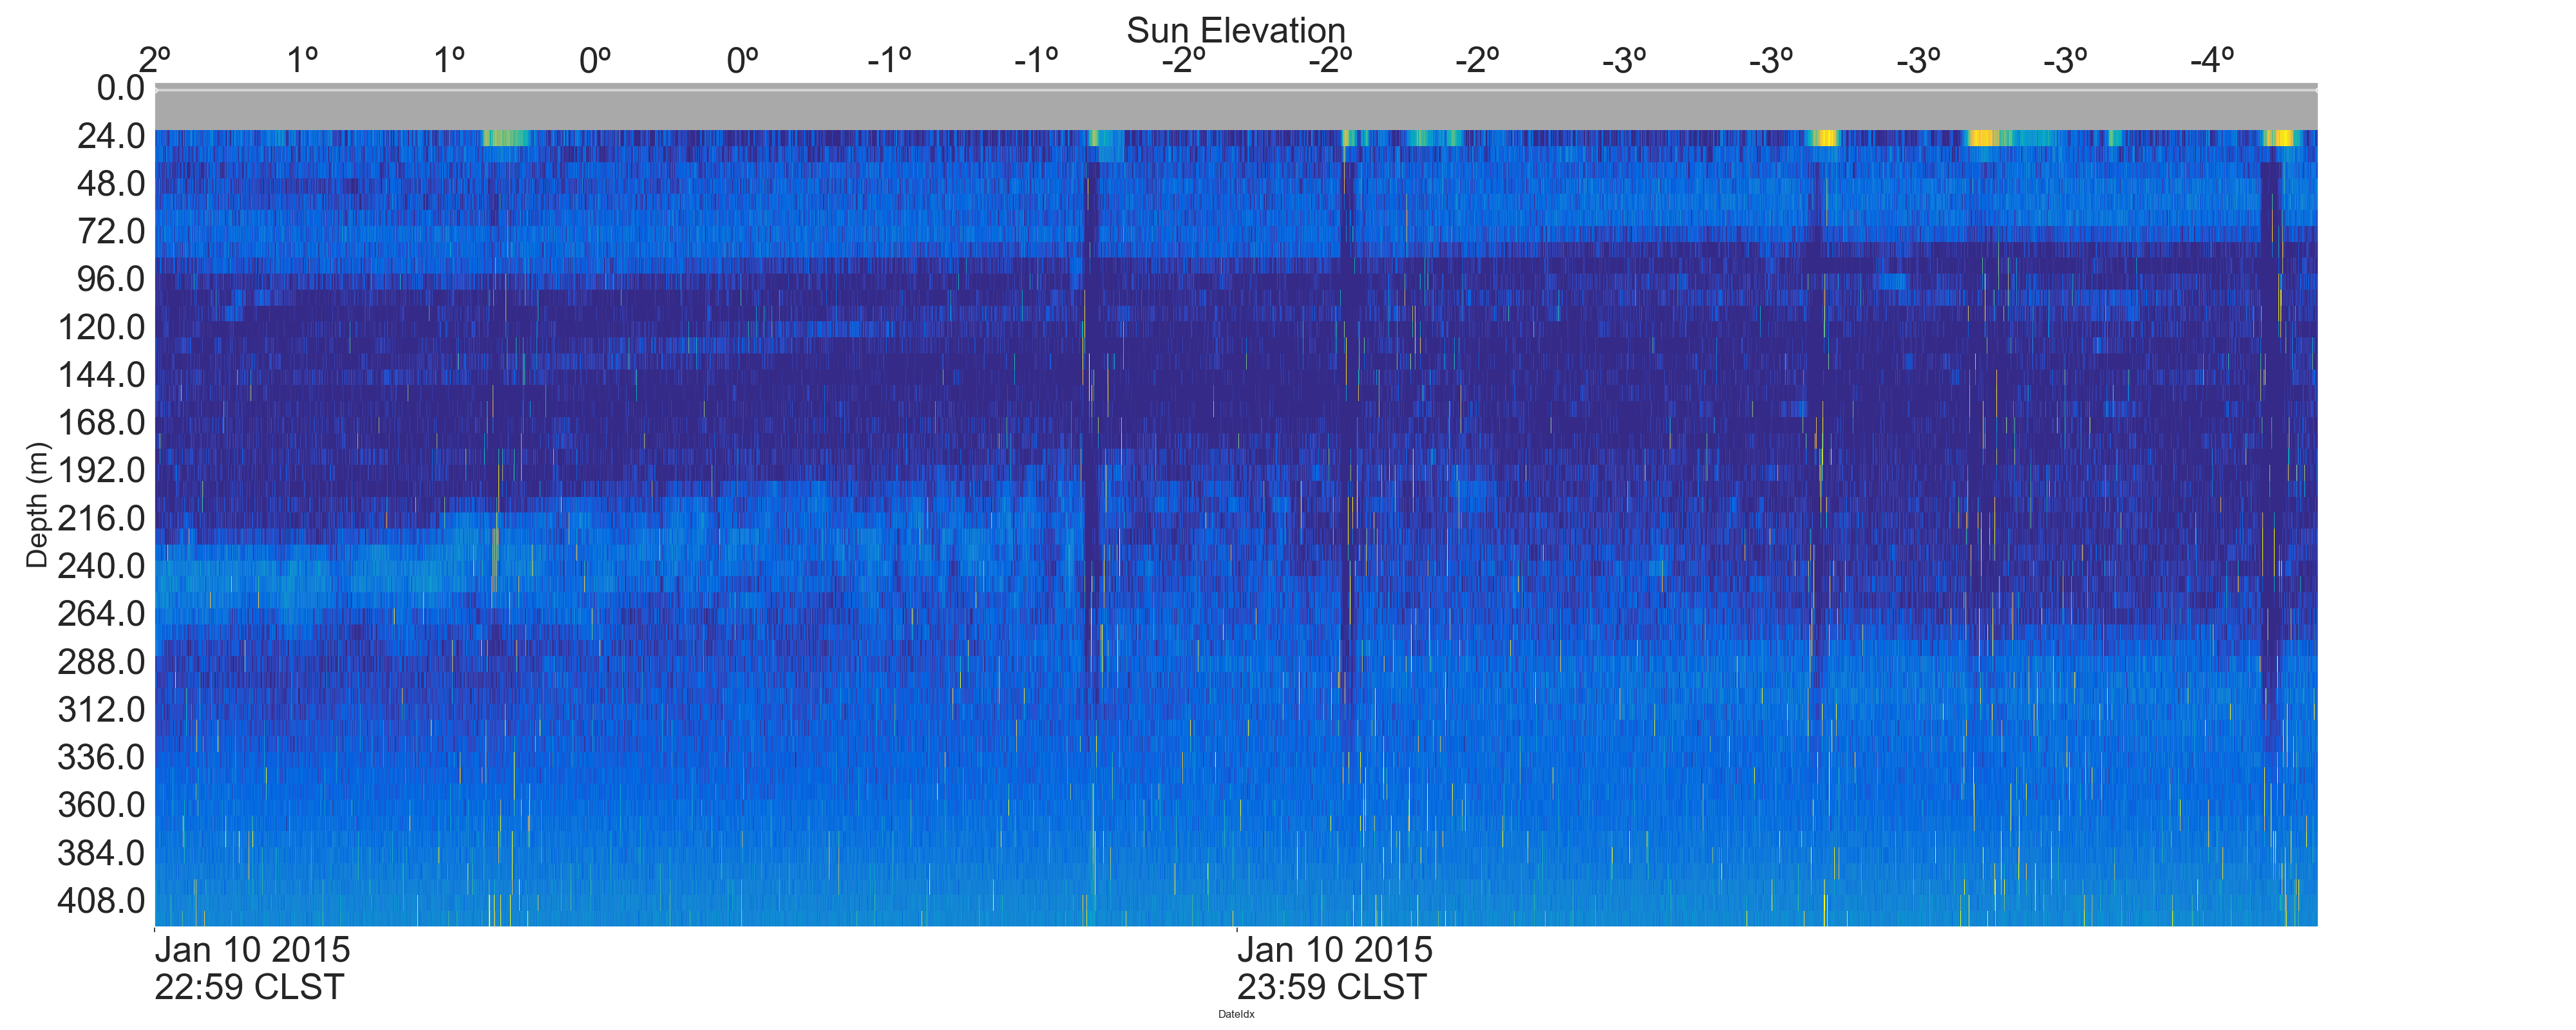 Sun Elevation
2º 1º 1º 0º 0º -1º -1º -2º -2º -2º -3º -3º -3º -3º -4º
0.0
24.0
48.0
72.0
96.0
120.0
144.0
168.0
192.0
216.0
240.0
264.0
288.0
312.0
336.0
360.0
384.0
408.0
Depth (m)
Jan 10 2015
22:59 CLST
Jan 10 2015
23:59 CLST
DateIdx